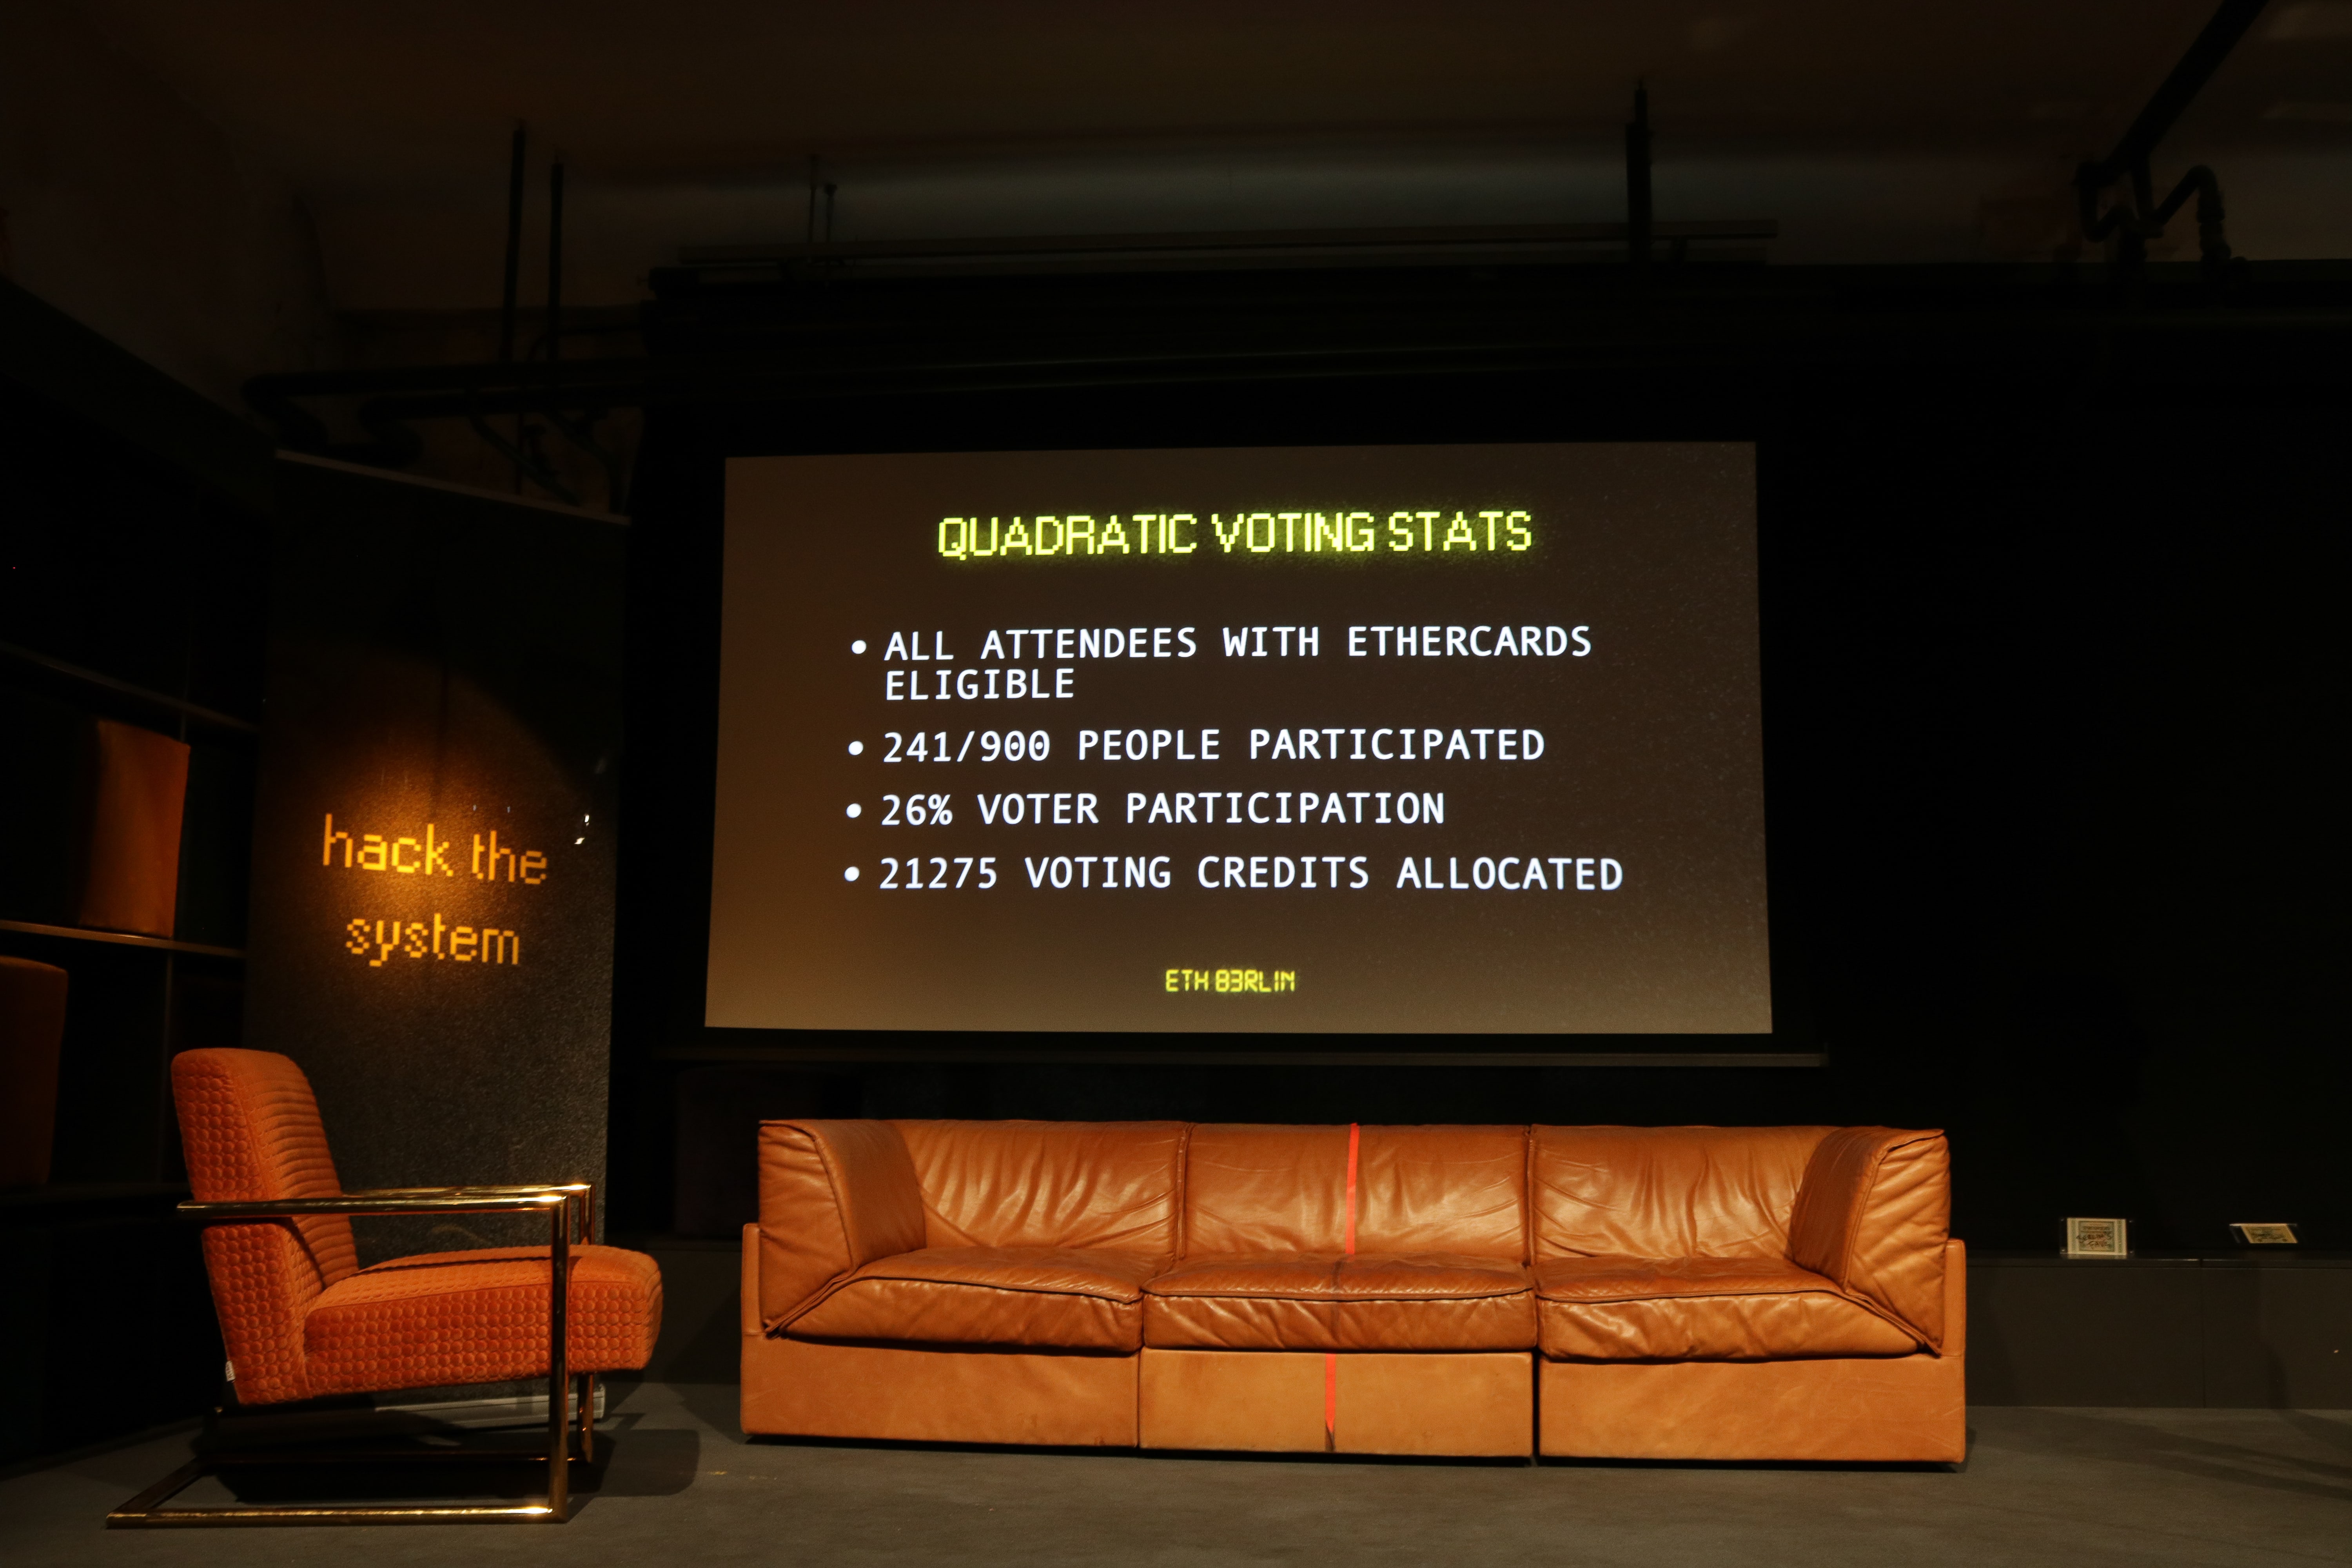 QUADRATIC VOTING STATS
• ALL ATTENDEES WITH ETHERCARDS
ELIGIBLE
• 241/900 PEOPLE PARTICIPATED
• 26% VOTER PARTICIPATION
• 21275 VOTING CREDITS ALLOCATED
ETH B3RLIN
hack the
system